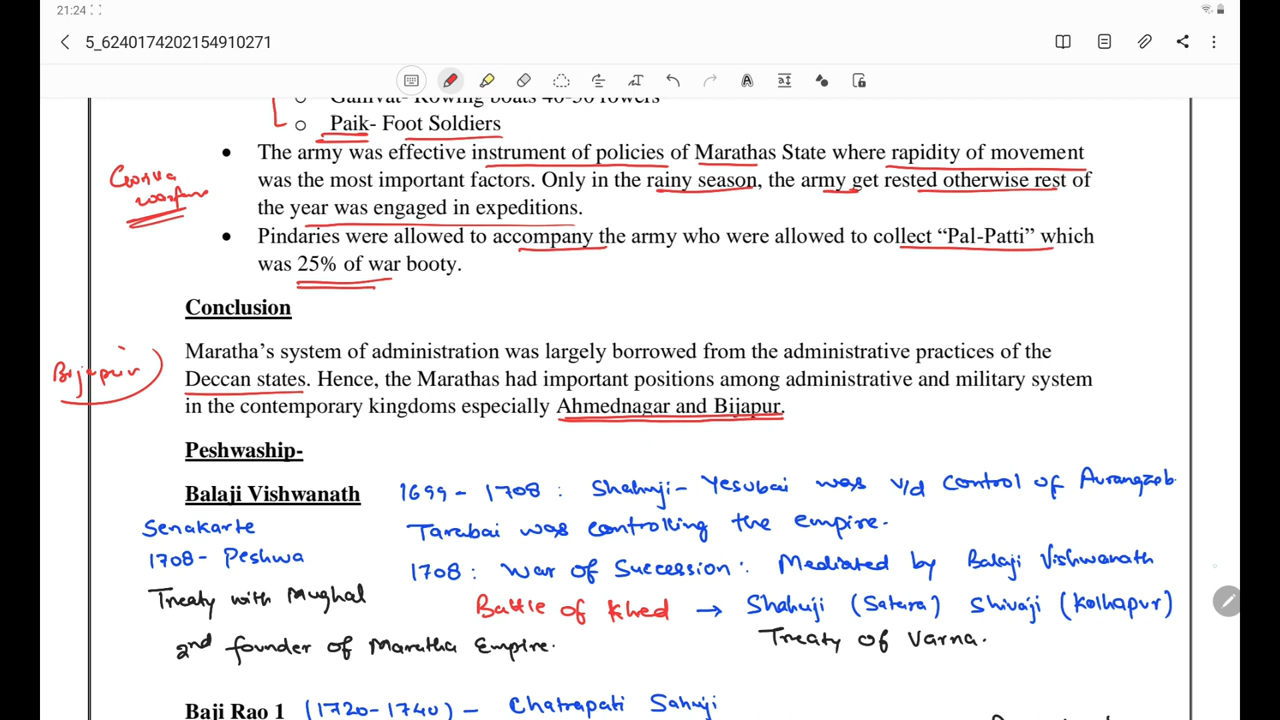 21:24
5_6240174202154910271
o Gallivat- Rowing boats 40-50 rowers
o Paik- Foot Soldiers
• The army was effective instrument of policies of Marathas State where rapidity of movement
was the most important factors. Only in the rainy season, the army get rested otherwise rest of
the year was engaged in expeditions.
• Pindaries were allowed to accompany the army who were allowed to collect “Pal-Patti” which
was 25% of war booty.
Conclusion
Maratha’s system of administration was largely borrowed from the administrative practices of the
Bijapur
Deccan states. Hence, the Marathas had important positions among administrative and military system
in the contemporary kingdoms especially Ahmednagar and Bijapur.
Peshwaship-
Balaji Vishwanath
1699 - 1708 : Shahuji - Yesubai was v/d control of Aurangzeb.
Senakarte
Tarabai was controlling the empire.
1708 - Peshwa
1708 : War of Succession : Mediated by Balaji Vishwanath
Treaty with Mughal
Battle of Khed → Shahuji (Satara) Shivaji (Kolhapur)
2nd founder of Maratha Empire.
Treaty of Varna.
Baji Rao 1 (1720-1740) - Chatrapati Sahuji